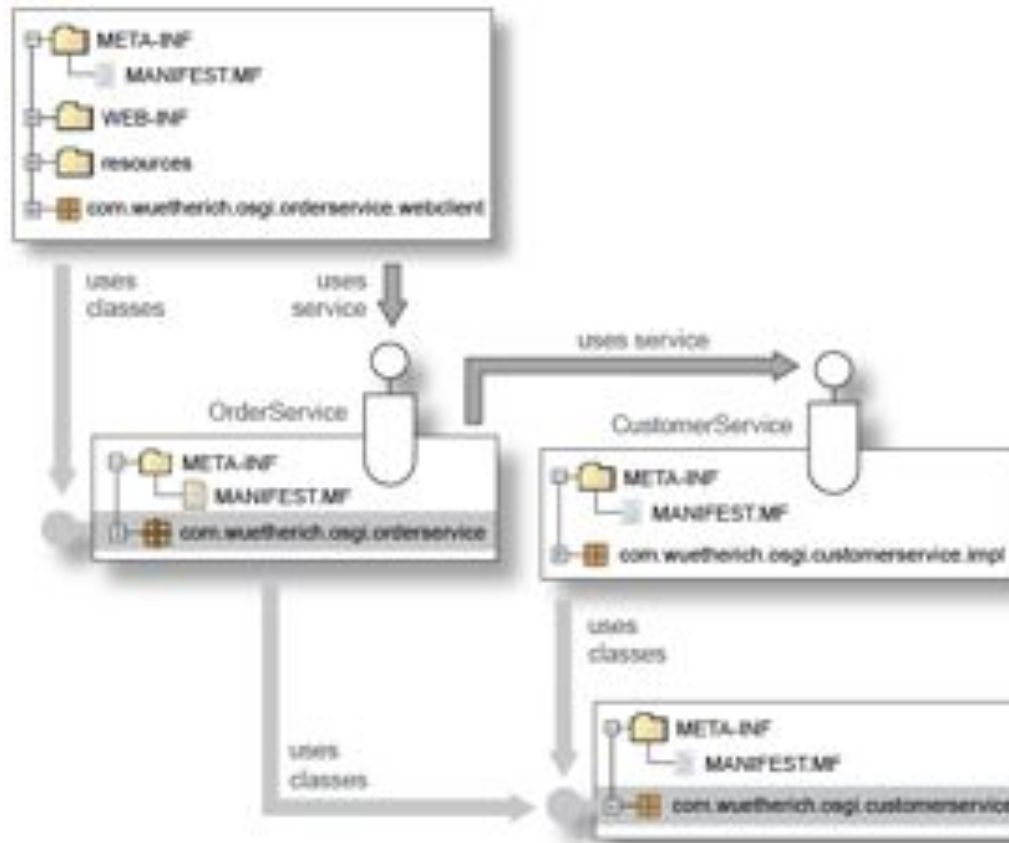 META-INF
MANIFEST.MF
WEB-INF
resources
com.wuetherich.osgi.orderservice.webclient
uses
classes
uses
service
uses service
OrderService
CustomerService
META-INF
MANIFEST.MF
com.wuetherich.osgi.orderservice
META-INF
MANIFEST.MF
com.wuetherich.osgi.customerservice.impl
uses
classes
uses
classes
META-INF
MANIFEST.MF
com.wuetherich.osgi.customerservice